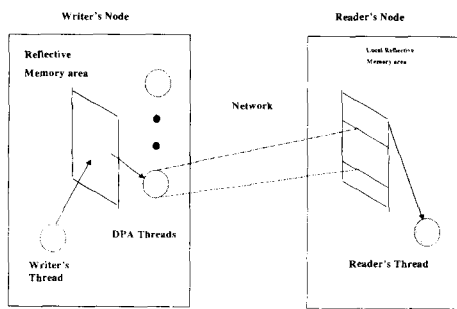 Writer's Node
Reader's Node
Reflective
Memory area
Local Reflective
Memory area
Network
DPA Threads
Writer's
Thread
Reader's Thread